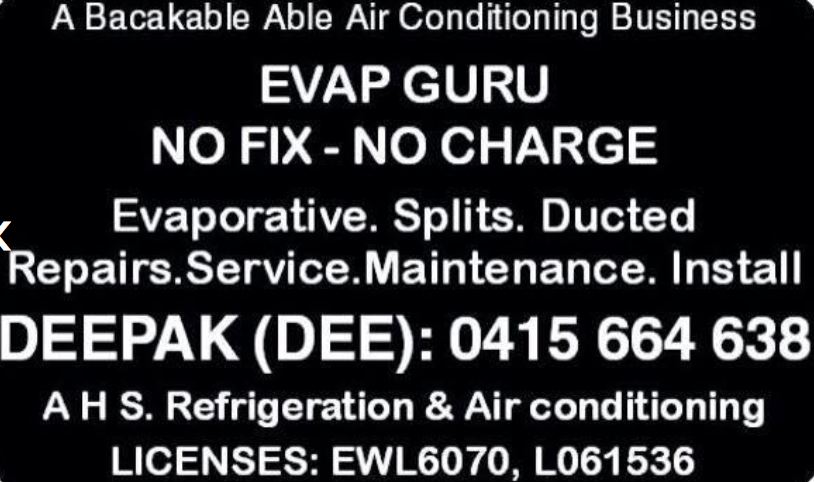 A Bacakable Able Air Conditioning Business
EVAP GURU
NO FIX - NO CHARGE
Evaporative. Splits. Ducted
Repairs.Service.Maintenance. Install
DEEPAK (DEE): 0415 664 638
A H S. Refrigeration & Air conditioning
LICENSES: EWL6070, L061536